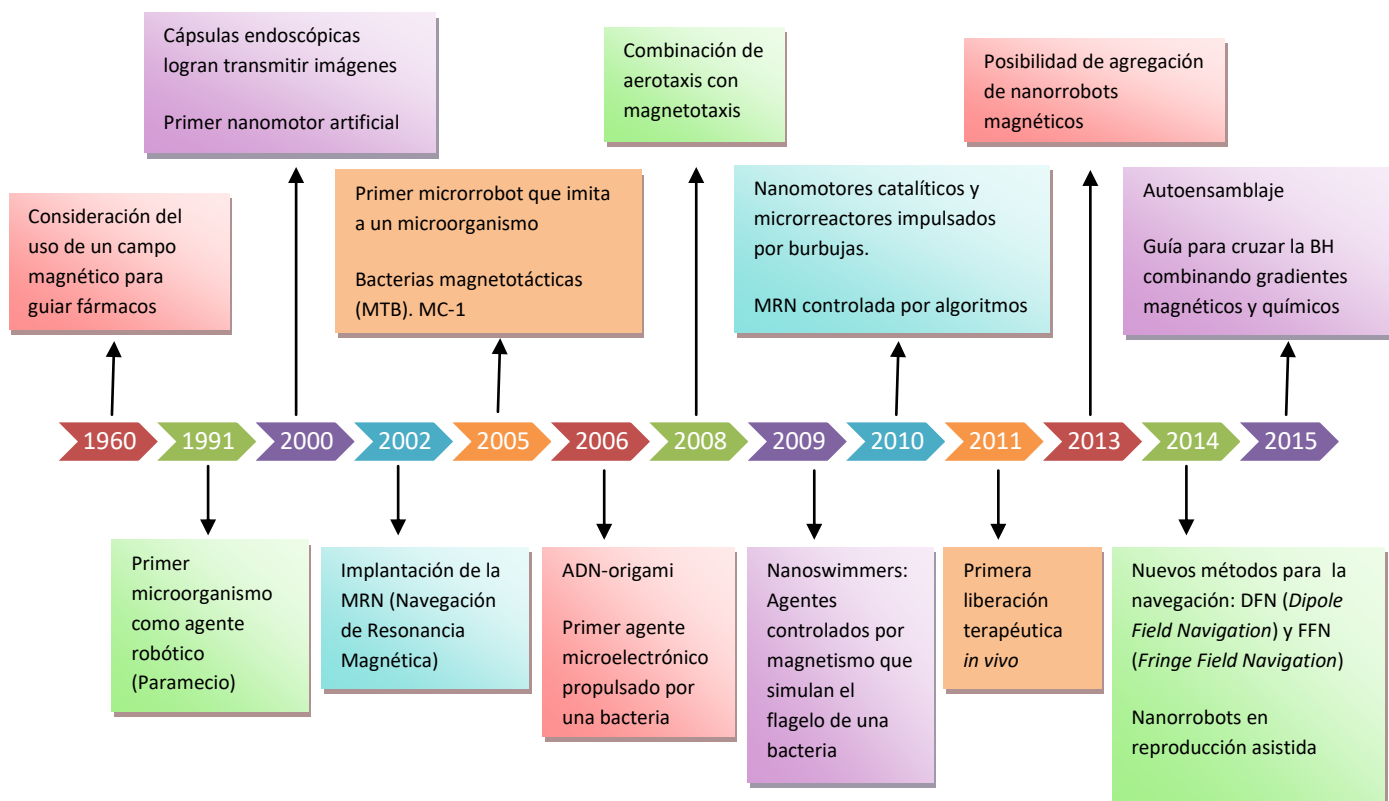 Cápsulas endoscópicas
logran transmitir imágenes
Primer nanomotor artificial
Combinación de
aerotaxis con
magnetotaxis
Posibilidad de agregación
de nanorrobots
magnéticos
Consideración del
uso de un campo
magnético para
guiar fármacos
Primer microrrobot que imita
a un microorganismo
Bacterias magnetotácticas
(MTB). MC-1
Nanomotores catalíticos y
microrreactores impulsados
por burbujas.
MRN controlada por algoritmos
Autoensamblaje
Guía para cruzar la BH
combinando gradientes
magnéticos y químicos
1960 1991 2000 2002 2005 2006 2008 2009 2010 2011 2013 2014 2015
Primer
microorganismo
como agente
robótico
(Paramecio)
Implantación de la
MRN (Navegación
de Resonancia
Magnética)
ADN-origami
Primer agente
microelectrónico
propulsado por
una bacteria
Nanoswimmers:
Agentes
controlados por
magnetismo que
simulan el
flagelo de una
bacteria
Primera
liberación
terapéutica
in vivo
Nuevos métodos para la
navegación: DFN (Dipole
Field Navigation) y FFN
(Fringe Field Navigation)
Nanorrobots en
reproducción asistida